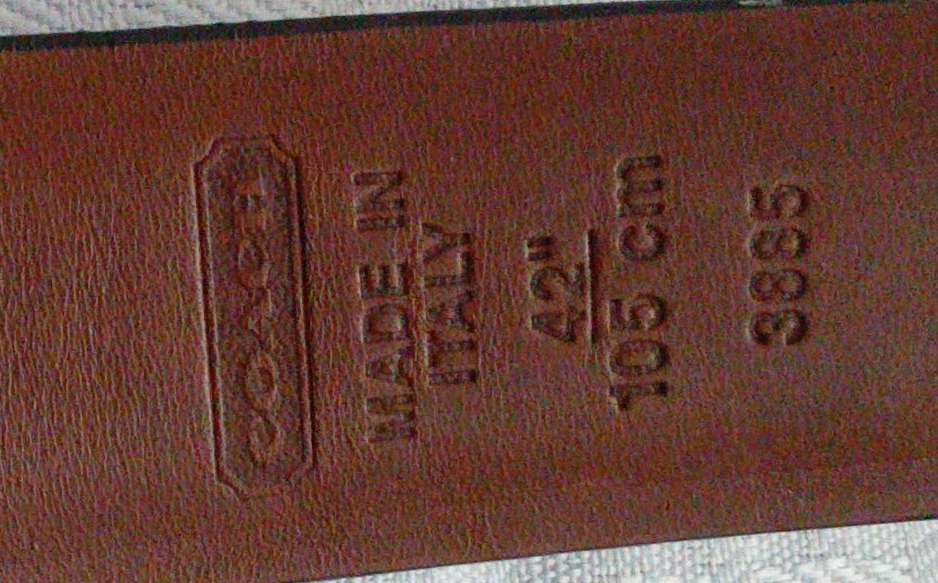 COACH
MADE IN
ITALY
42"
105 cm
3885